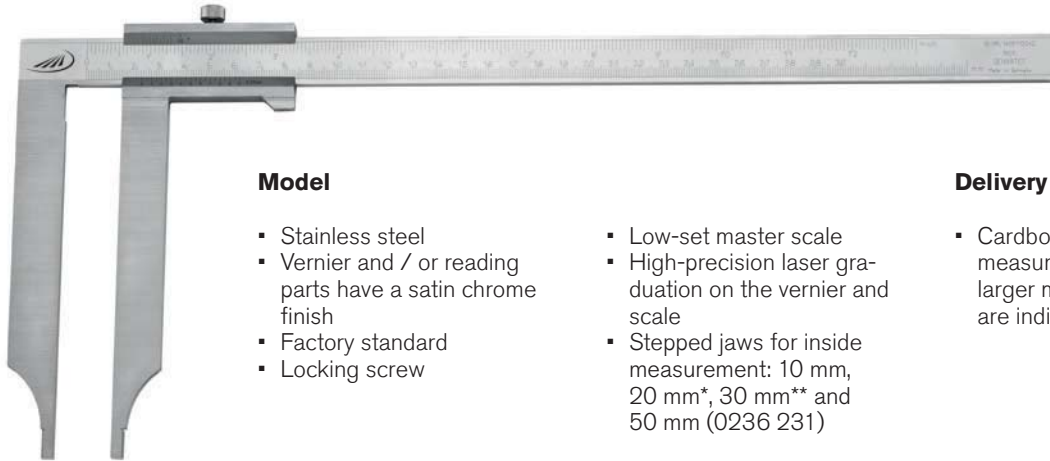 Model
▪ Stainless steel
▪ Vernier and / or reading
parts have a satin chrome
finish
▪ Factory standard
▪ Locking screw
▪ Low-set master scale
▪ High-precision laser gra-
duation on the vernier and
scale
▪ Stepped jaws for inside
measurement: 10 mm,
20 mm*, 30 mm** and
50 mm (0236 231)
Delivery
▪ Cardbo
measur
larger m
are indi